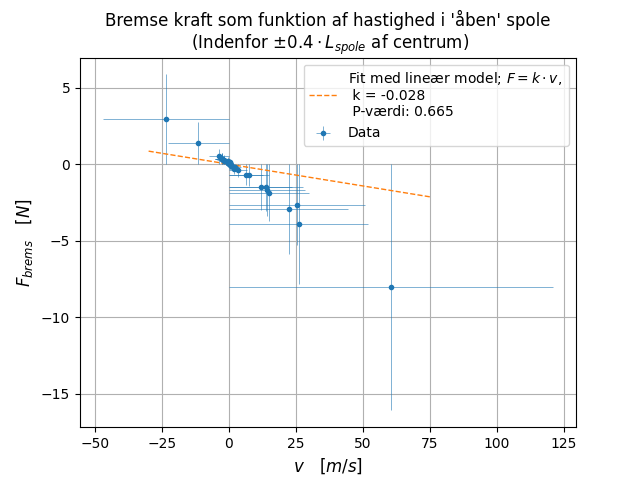 Bremse kraft som funktion af hastighed i 'åben' spole
(Indenfor ±0.4 · L_spole af centrum)
Fit med lineær model; F = k · v,
k = -0.028
P-værdi: 0.665
Data
5
0
−5
−10
−15
F_brems [N]
−50 −25 0 25 50 75 100 125
v [m/s]